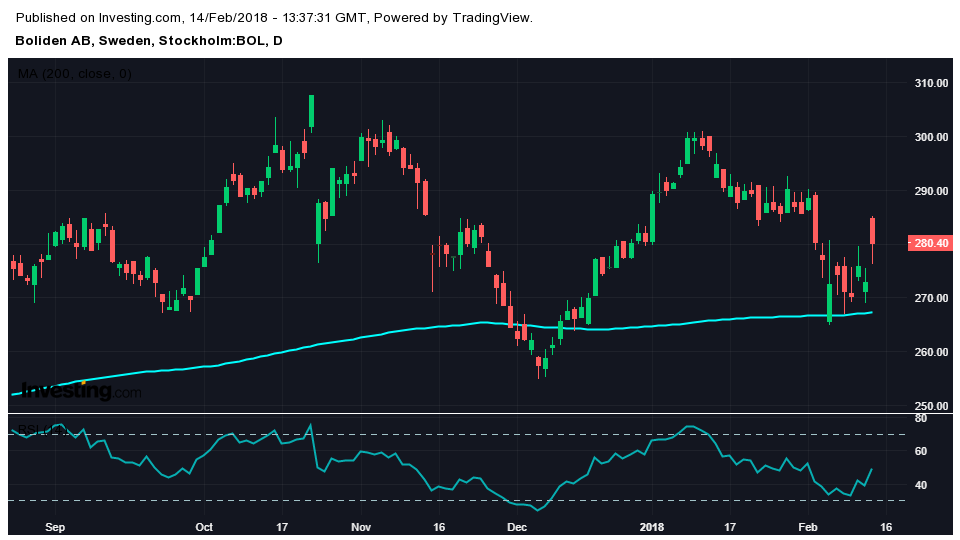 Published on Investing.com, 14/Feb/2018 - 13:37:31 GMT, Powered by TradingView.
Boliden AB, Sweden, Stockholm:BOL, D
MA (200, close, 0)
310.00
300.00
290.00
280.40
270.00
260.00
250.00
Investing.com
RSI
80
60
40
Sep
Oct
17
Nov
16
Dec
2018
17
Feb
16